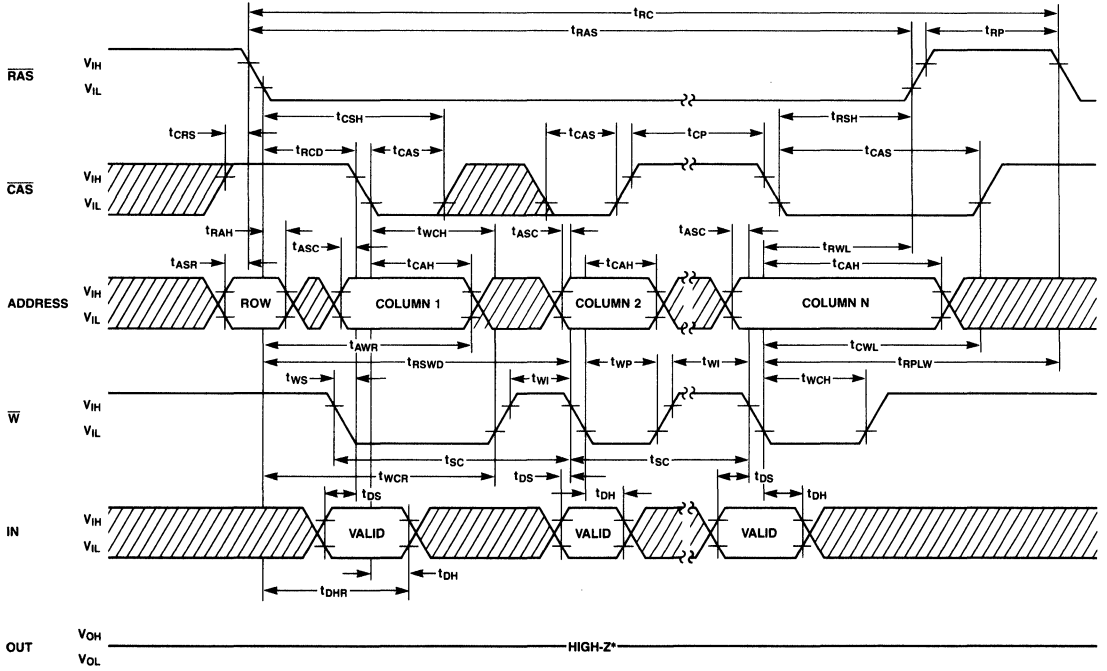 tRC
tRAS
tRP
RAS
VIH
VIL
tCSH
tRSH
tCRS
tRCD
tCAS
tCAS
tCP
tCAS
CAS
VIH
VIL
tRAH
tASC
tWCH
tASC
tASC
tRWL
tASR
tCAH
tCAH
tCAH
ADDRESS
VIH
VIL
ROW
COLUMN 1
COLUMN 2
COLUMN N
tAWR
tCWL
tRSWD
tWP
tWI
tRPLW
tWS
tWI
tWCH
W
VIH
VIL
tSC
tSC
tWCR
tDS
tDS
tDS
tDH
tDH
IN
VIH
VIL
VALID
VALID
VALID
tDH
tDHR
OUT
VOH
VOL
HIGH-Z*